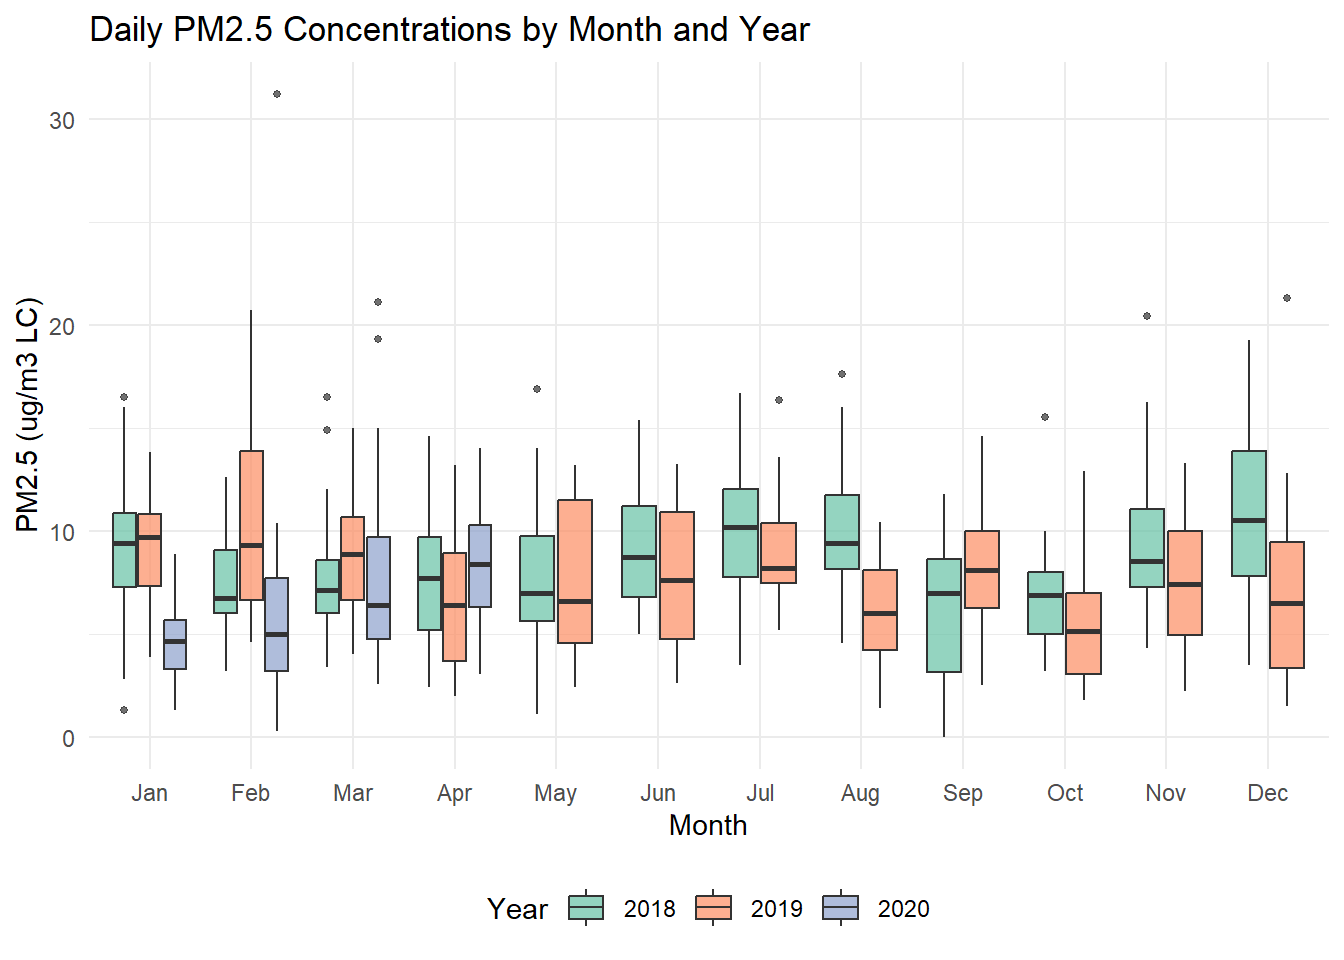 Daily PM2.5 Concentrations by Month and Year
PM2.5 (ug/m3 LC)
30
20
10
0
Jan Feb Mar Apr May Jun Jul Aug Sep Oct Nov Dec
Month
Year 2018 2019 2020